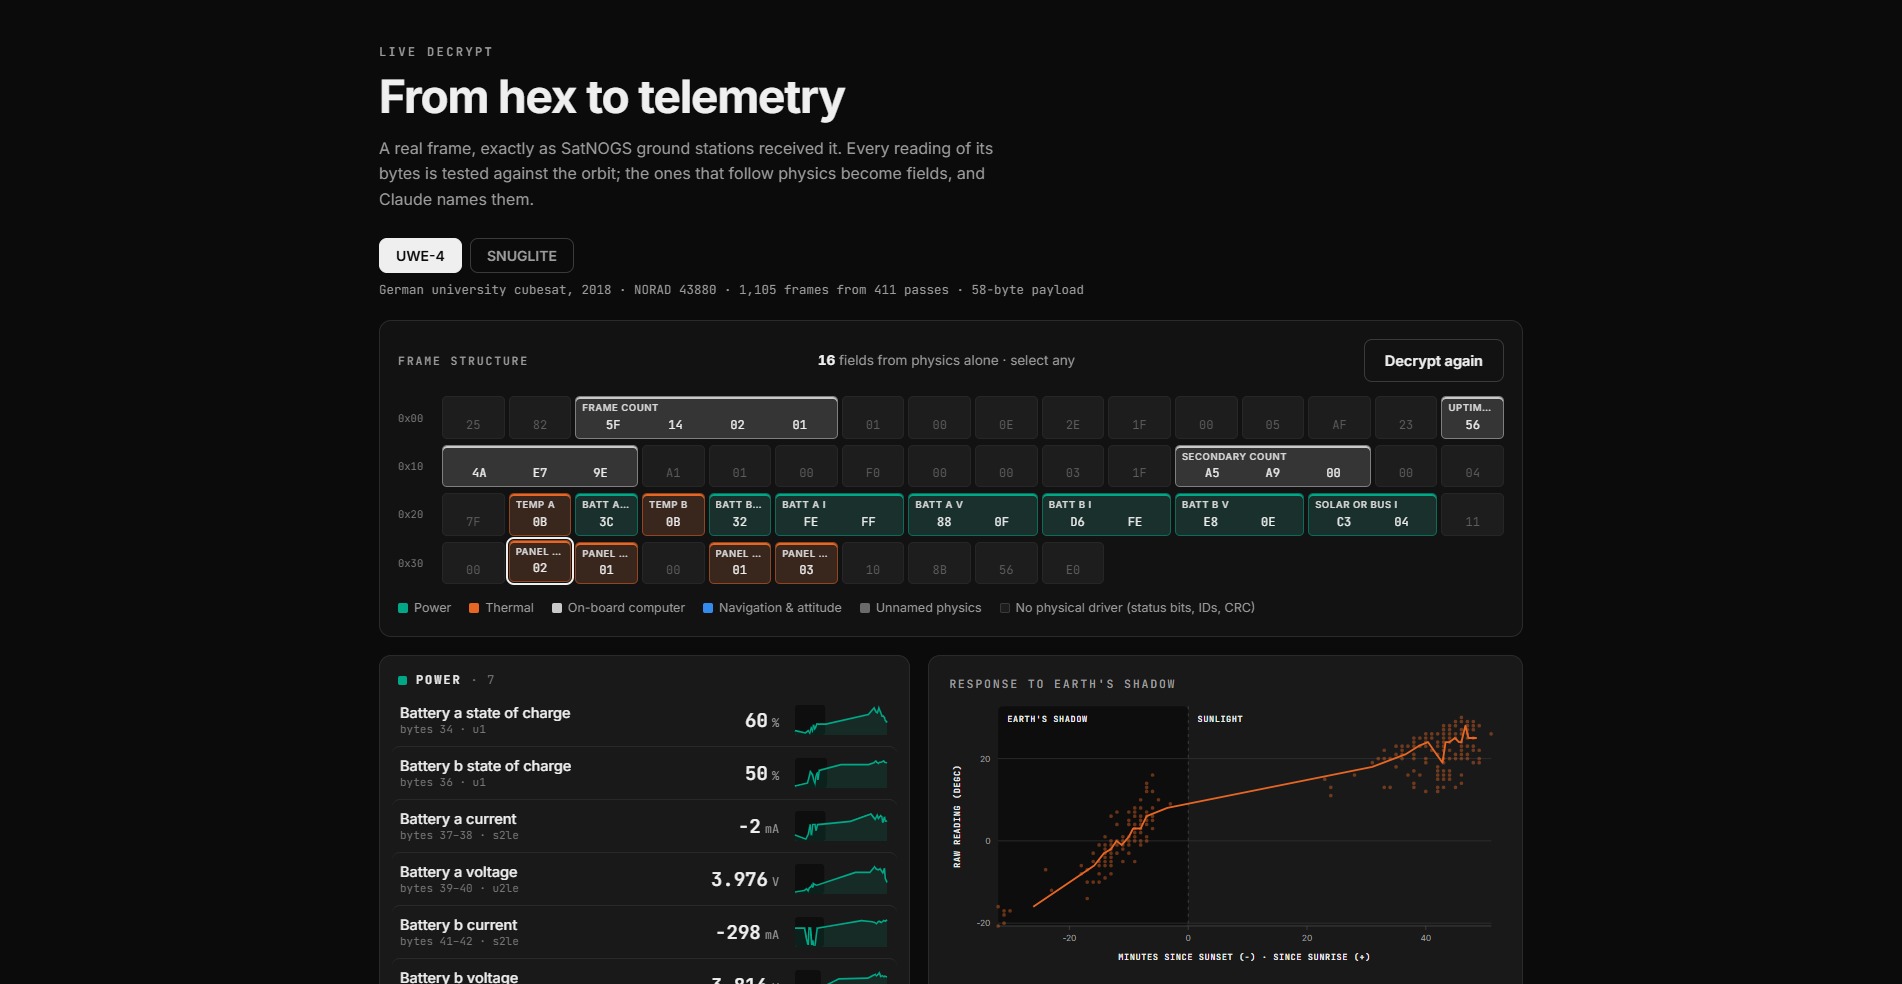 LIVE DECRYPT
From hex to telemetry
A real frame, exactly as SatNOGS ground stations received it. Every reading of its
bytes is tested against the orbit; the ones that follow physics become fields, and
Claude names them.
UWE-4 SNUGLITE
German university cubesat, 2018 · NORAD 43880 · 1,105 frames from 411 passes · 58-byte payload
FRAME STRUCTURE 16 fields from physics alone · select any Decrypt again
FRAME COUNT UPTIM...
0x00 25 82 5F 14 02 01 01 00 0E 2E 1F 00 05 AF 23 56
SECONDARY COUNT
0x10 4A E7 9E A1 01 00 F0 00 00 03 1F A5 A9 00 00 04
TEMP A BATT A... TEMP B BATT B... BATT A I BATT A V BATT B I BATT B V SOLAR OR BUS I
0x20 7F 0B 3C 0B 32 FE FF 88 0F D6 FE E8 0E C3 04 11
PANEL ... PANEL ... PANEL ... PANEL ...
0x30 00 02 01 00 01 03 10 8B 56 E0
Power Thermal On-board computer Navigation & attitude Unnamed physics No physical driver (status bits, IDs, CRC)
POWER · 7
Battery a state of charge 60 %
bytes 34 · u1
Battery b state of charge 50 %
bytes 36 · u1
Battery a current -2 mA
bytes 37-38 · s2le
Battery a voltage 3.976 V
bytes 39-40 · u2le
Battery b current -298 mA
bytes 41-42 · s2le
Battery b voltage
RESPONSE TO EARTH'S SHADOW
EARTH'S SHADOW SUNLIGHT
RAW READING (DEGC)
20
0
-20
-20 0 20 40
MINUTES SINCE SUNSET (-) · SINCE SUNRISE (+)